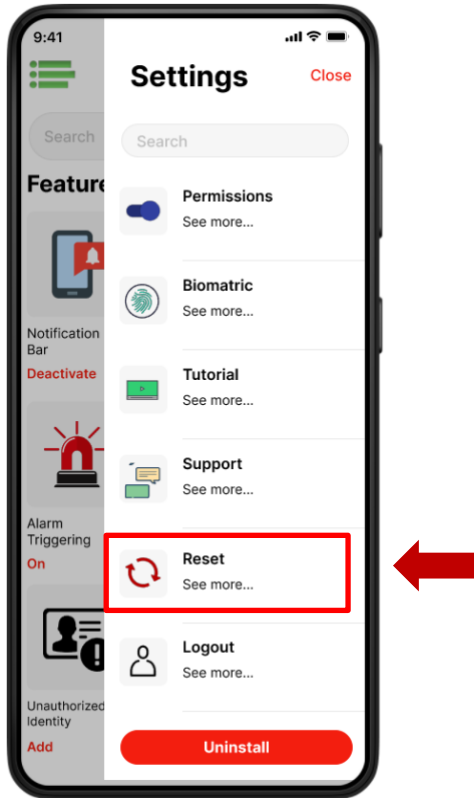 9:41
Settings
Close
Search
Search
Feature
Permissions
See more...
Biomatric
See more...
Notification
Bar
Deactivate
Tutorial
See more...
Support
See more...
Alarm
Triggering
On
Reset
See more...
Logout
See more...
Unauthorized
Identity
Add
Uninstall